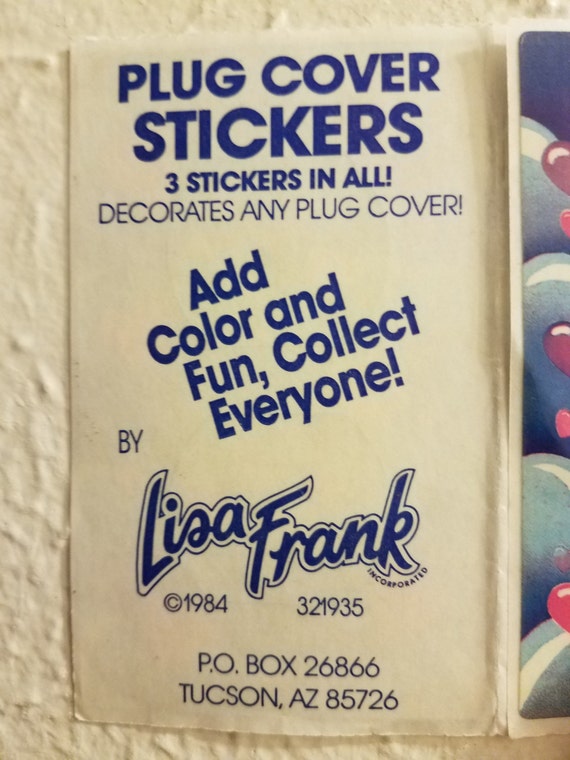 PLUG COVER
STICKERS
3 STICKERS IN ALL!
DECORATES ANY PLUG COVER!
Add
Color and
Fun, Collect
Everyone!
BY
Lisa Frank
INCORPORATED
©1984 321935
P.O. BOX 26866
TUCSON, AZ 85726